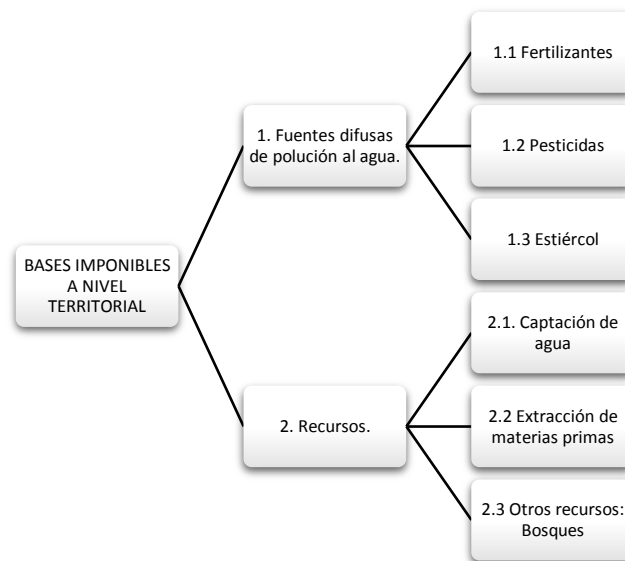 BASES IMPONIBLES
A NIVEL
TERRITORIAL
1. Fuentes difusas
de polución al agua.
1.1 Fertilizantes
1.2 Pesticidas
1.3 Estiércol
2. Recursos.
2.1. Captación de
agua
2.2 Extracción de
materias primas
2.3 Otros recursos:
Bosques